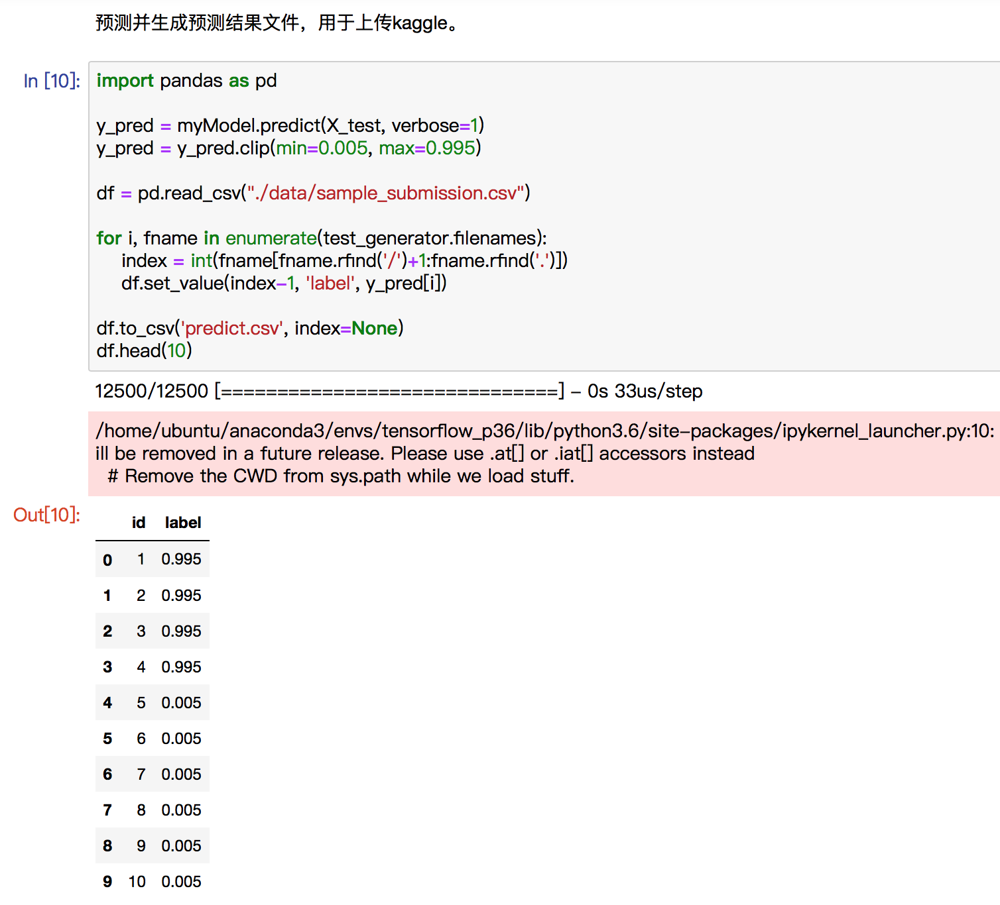 预测并生成预测结果文件，用于上传kaggle。
In [10]:
import pandas as pd
y_pred = myModel.predict(X_test, verbose=1)
y_pred = y_pred.clip(min=0.005, max=0.995)
df = pd.read_csv("./data/sample_submission.csv")
for i, fname in enumerate(test_generator.filenames):
index = int(fname[fname.rfind('/')+1:fname.rfind('.')])
df.set_value(index-1, 'label', y_pred[i])
df.to_csv('predict.csv', index=None)
df.head(10)
12500/12500 [==============================] - 0s 33us/step
/home/ubuntu/anaconda3/envs/tensorflow_p36/lib/python3.6/site-packages/ipykernel_launcher.py:10:
ill be removed in a future release. Please use .at[] or .iat[] accessors instead
# Remove the CWD from sys.path while we load stuff.
Out[10]:
id label
0 1 0.995
1 2 0.995
2 3 0.995
3 4 0.995
4 5 0.005
5 6 0.005
6 7 0.005
7 8 0.005
8 9 0.005
9 10 0.005